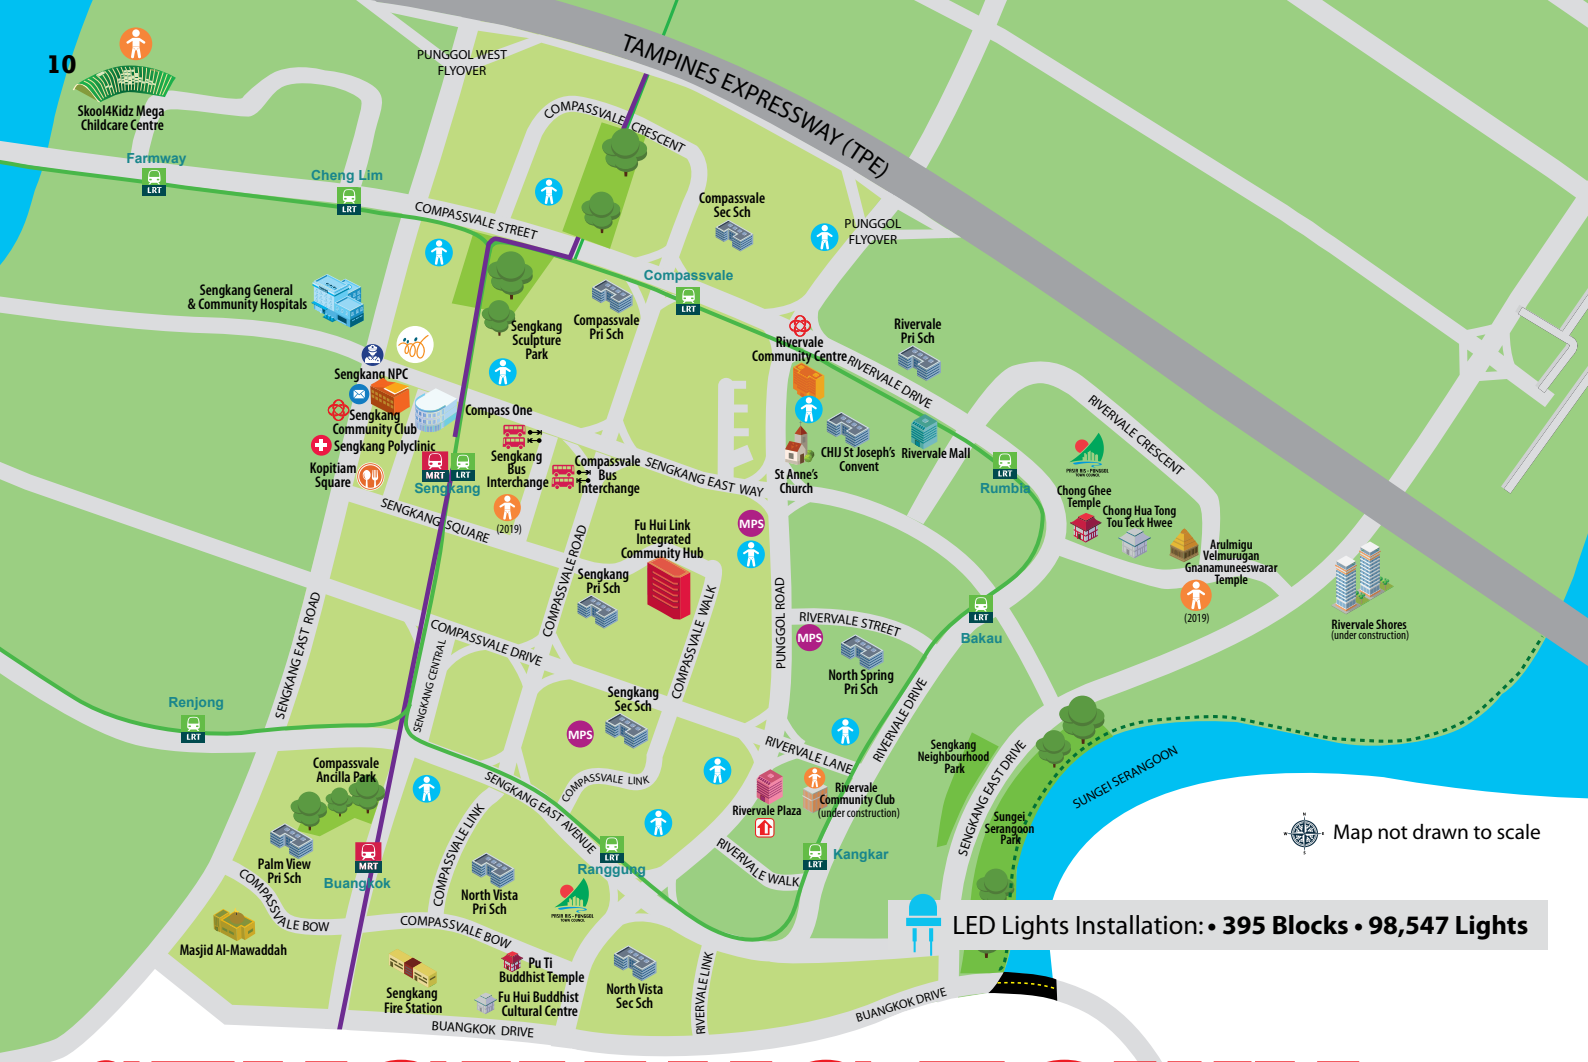 10
Skool4Kidz Mega
Childcare Centre
PUNGGOL WEST
FLYOVER
TAMPINES EXPRESSWAY (TPE)
COMPASSVALE CRESCENT
Farmway
LRT
Cheng Lim
LRT
COMPASSVALE STREET
Compassvale
Sec Sch
PUNGGOL
FLYOVER
Sengkang General
& Community Hospitals
Compassvale
LRT
Sengkang
Sculpture
Park
Compassvale
Pri Sch
Rivervale
Community Centre
RIVERVALE DRIVE
Rivervale
Pri Sch
Sengkang NPC
Sengkang
Community Club
Compass One
Sengkang Polyclinic
Kopitiam
Square
MRT
LRT
Sengkang
Sengkang
Bus
Interchange
Compassvale
Bus
Interchange
(2019)
SENGKANG EAST WAY
St Anne's
Church
CHIJ St Joseph's
Convent
Rivervale Mall
LRT
Rumbia
RIVERVALE CRESCENT
PASIR RIS - PUNGGOL
TOWN COUNCIL
Chong Ghee
Temple
Chong Hua Tong
Tou Teck Hwee
Arulmigu
Velmurugan
Gnanamuneeswarar
Temple
(2019)
Rivervale Shores
(under construction)
SENGKANG SQUARE
COMPASSVALE ROAD
Fu Hui Link
Integrated
Community Hub
MPS
Sengkang
Pri Sch
COMPASSVALE WALK
PUNGGOL ROAD
RIVERVALE STREET
MPS
North Spring
Pri Sch
LRT
Bakau
SENGKANG EAST ROAD
COMPASSVALE DRIVE
SENGKANG CENTRAL
Renjong
LRT
Sengkang
Sec Sch
MPS
RIVERVALE LANE
RIVERVALE DRIVE
Sengkang
Neighbourhood
Park
SENGKANG EAST DRIVE
SUNGEI SERANGOON
Compassvale
Ancilla Park
SENGKANG EAST AVENUE
COMPASSVALE LINK
Rivervale Plaza
Rivervale
Community Club
(under construction)
Sungei
Serangoon
Park
N
E
S
W
Map not drawn to scale
Palm View
Pri Sch
MRT
Buangkok
COMPASSVALE LINK
LRT
Ranggung
RIVERVALE WALK
LRT
Kangkar
COMPASSVALE BOW
North Vista
Pri Sch
PASIR RIS - PUNGGOL
TOWN COUNCIL
COMPASSVALE BOW
LED Lights Installation: • 395 Blocks • 98,547 Lights
Masjid Al-Mawaddah
Sengkang
Fire Station
Pu Ti
Buddhist Temple
Fu Hui Buddhist
Cultural Centre
North Vista
Sec Sch
RIVERVALE LINK
BUANGKOK DRIVE
BUANGKOK DRIVE